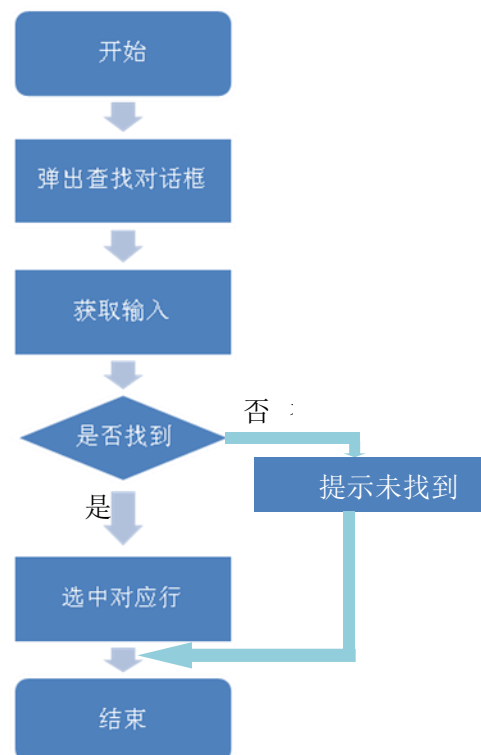 开始
弹出查找对话框
获取输入
否
是否找到
提示未找到
是
选中对应行
结束